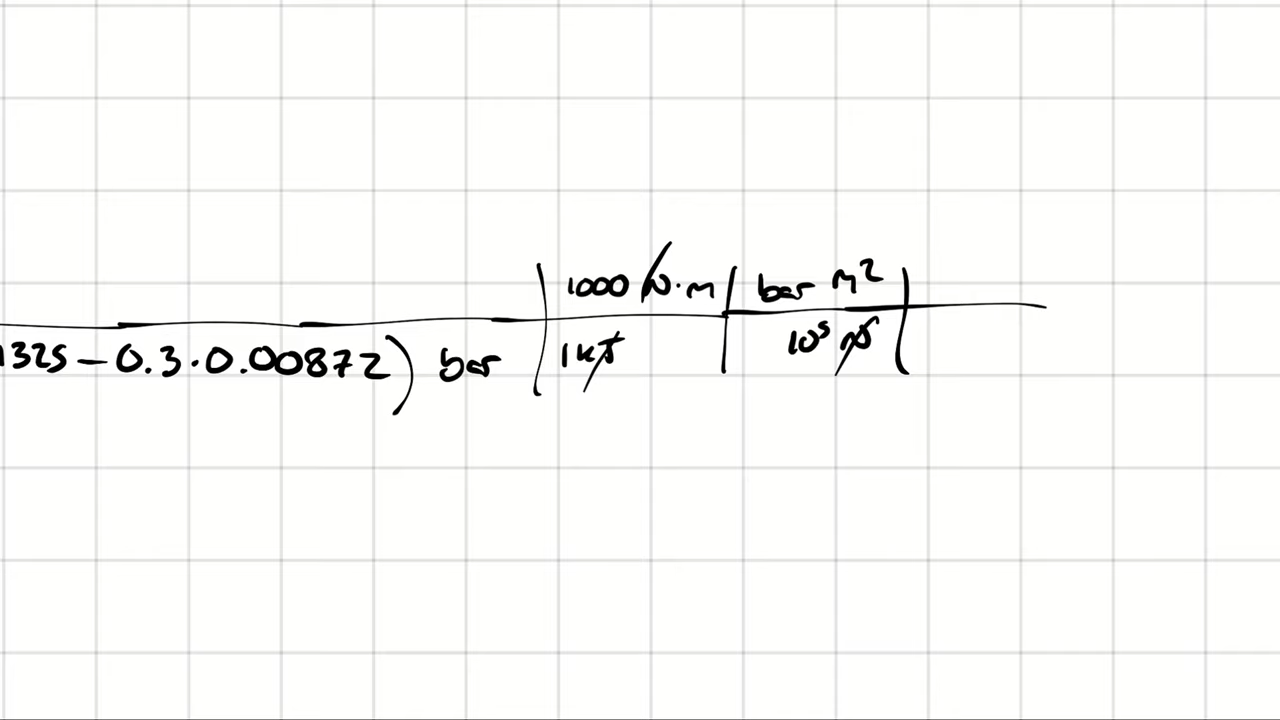 1000 N·m | bar m²
1325 – 0.3·0.00872) bar | 1 kJ | 10⁵ N